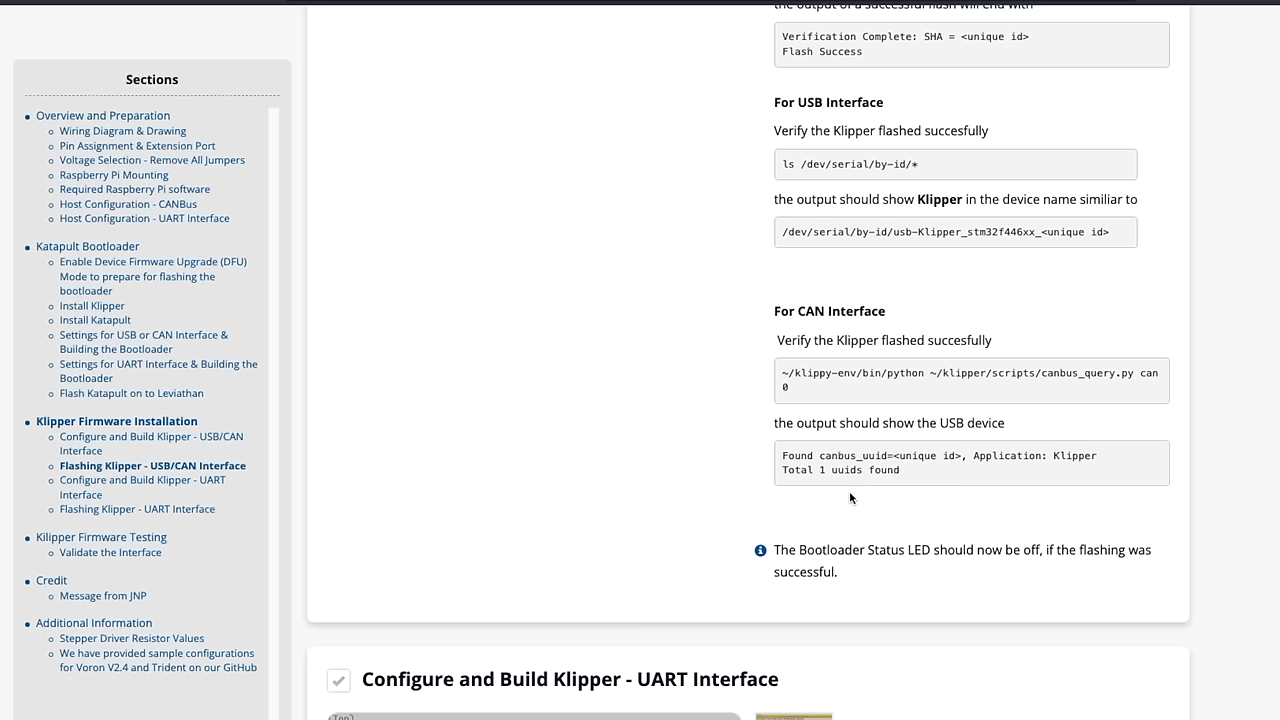 the output of a successful flash will end with
Verification Complete: SHA = <unique id>
Flash Success
For USB Interface
Verify the Klipper flashed succesfully
ls /dev/serial/by-id/*
the output should show Klipper in the device name similiar to
/dev/serial/by-id/usb-Klipper_stm32f446xx_<unique id>
For CAN Interface
Verify the Klipper flashed succesfully
~/klippy-env/bin/python ~/klipper/scripts/canbus_query.py can
0
the output should show the USB device
Found canbus_uuid=<unique id>, Application: Klipper
Total 1 uuids found
The Bootloader Status LED should now be off, if the flashing was
successful.
Configure and Build Klipper - UART Interface
[Top]
Sections
Overview and Preparation
Wiring Diagram & Drawing
Pin Assignment & Extension Port
Voltage Selection - Remove All Jumpers
Raspberry Pi Mounting
Required Raspberry Pi software
Host Configuration - CANBus
Host Configuration - UART Interface
Katapult Bootloader
Enable Device Firmware Upgrade (DFU)
Mode to prepare for flashing the
bootloader
Install Klipper
Install Katapult
Settings for USB or CAN Interface &
Building the Bootloader
Settings for UART Interface & Building the
Bootloader
Flash Katapult on to Leviathan
Klipper Firmware Installation
Configure and Build Klipper - USB/CAN
Interface
Flashing Klipper - USB/CAN Interface
Configure and Build Klipper - UART
Interface
Flashing Klipper - UART Interface
Kilipper Firmware Testing
Validate the Interface
Credit
Message from JNP
Additional Information
Stepper Driver Resistor Values
We have provided sample configurations
for Voron V2.4 and Trident on our GitHub